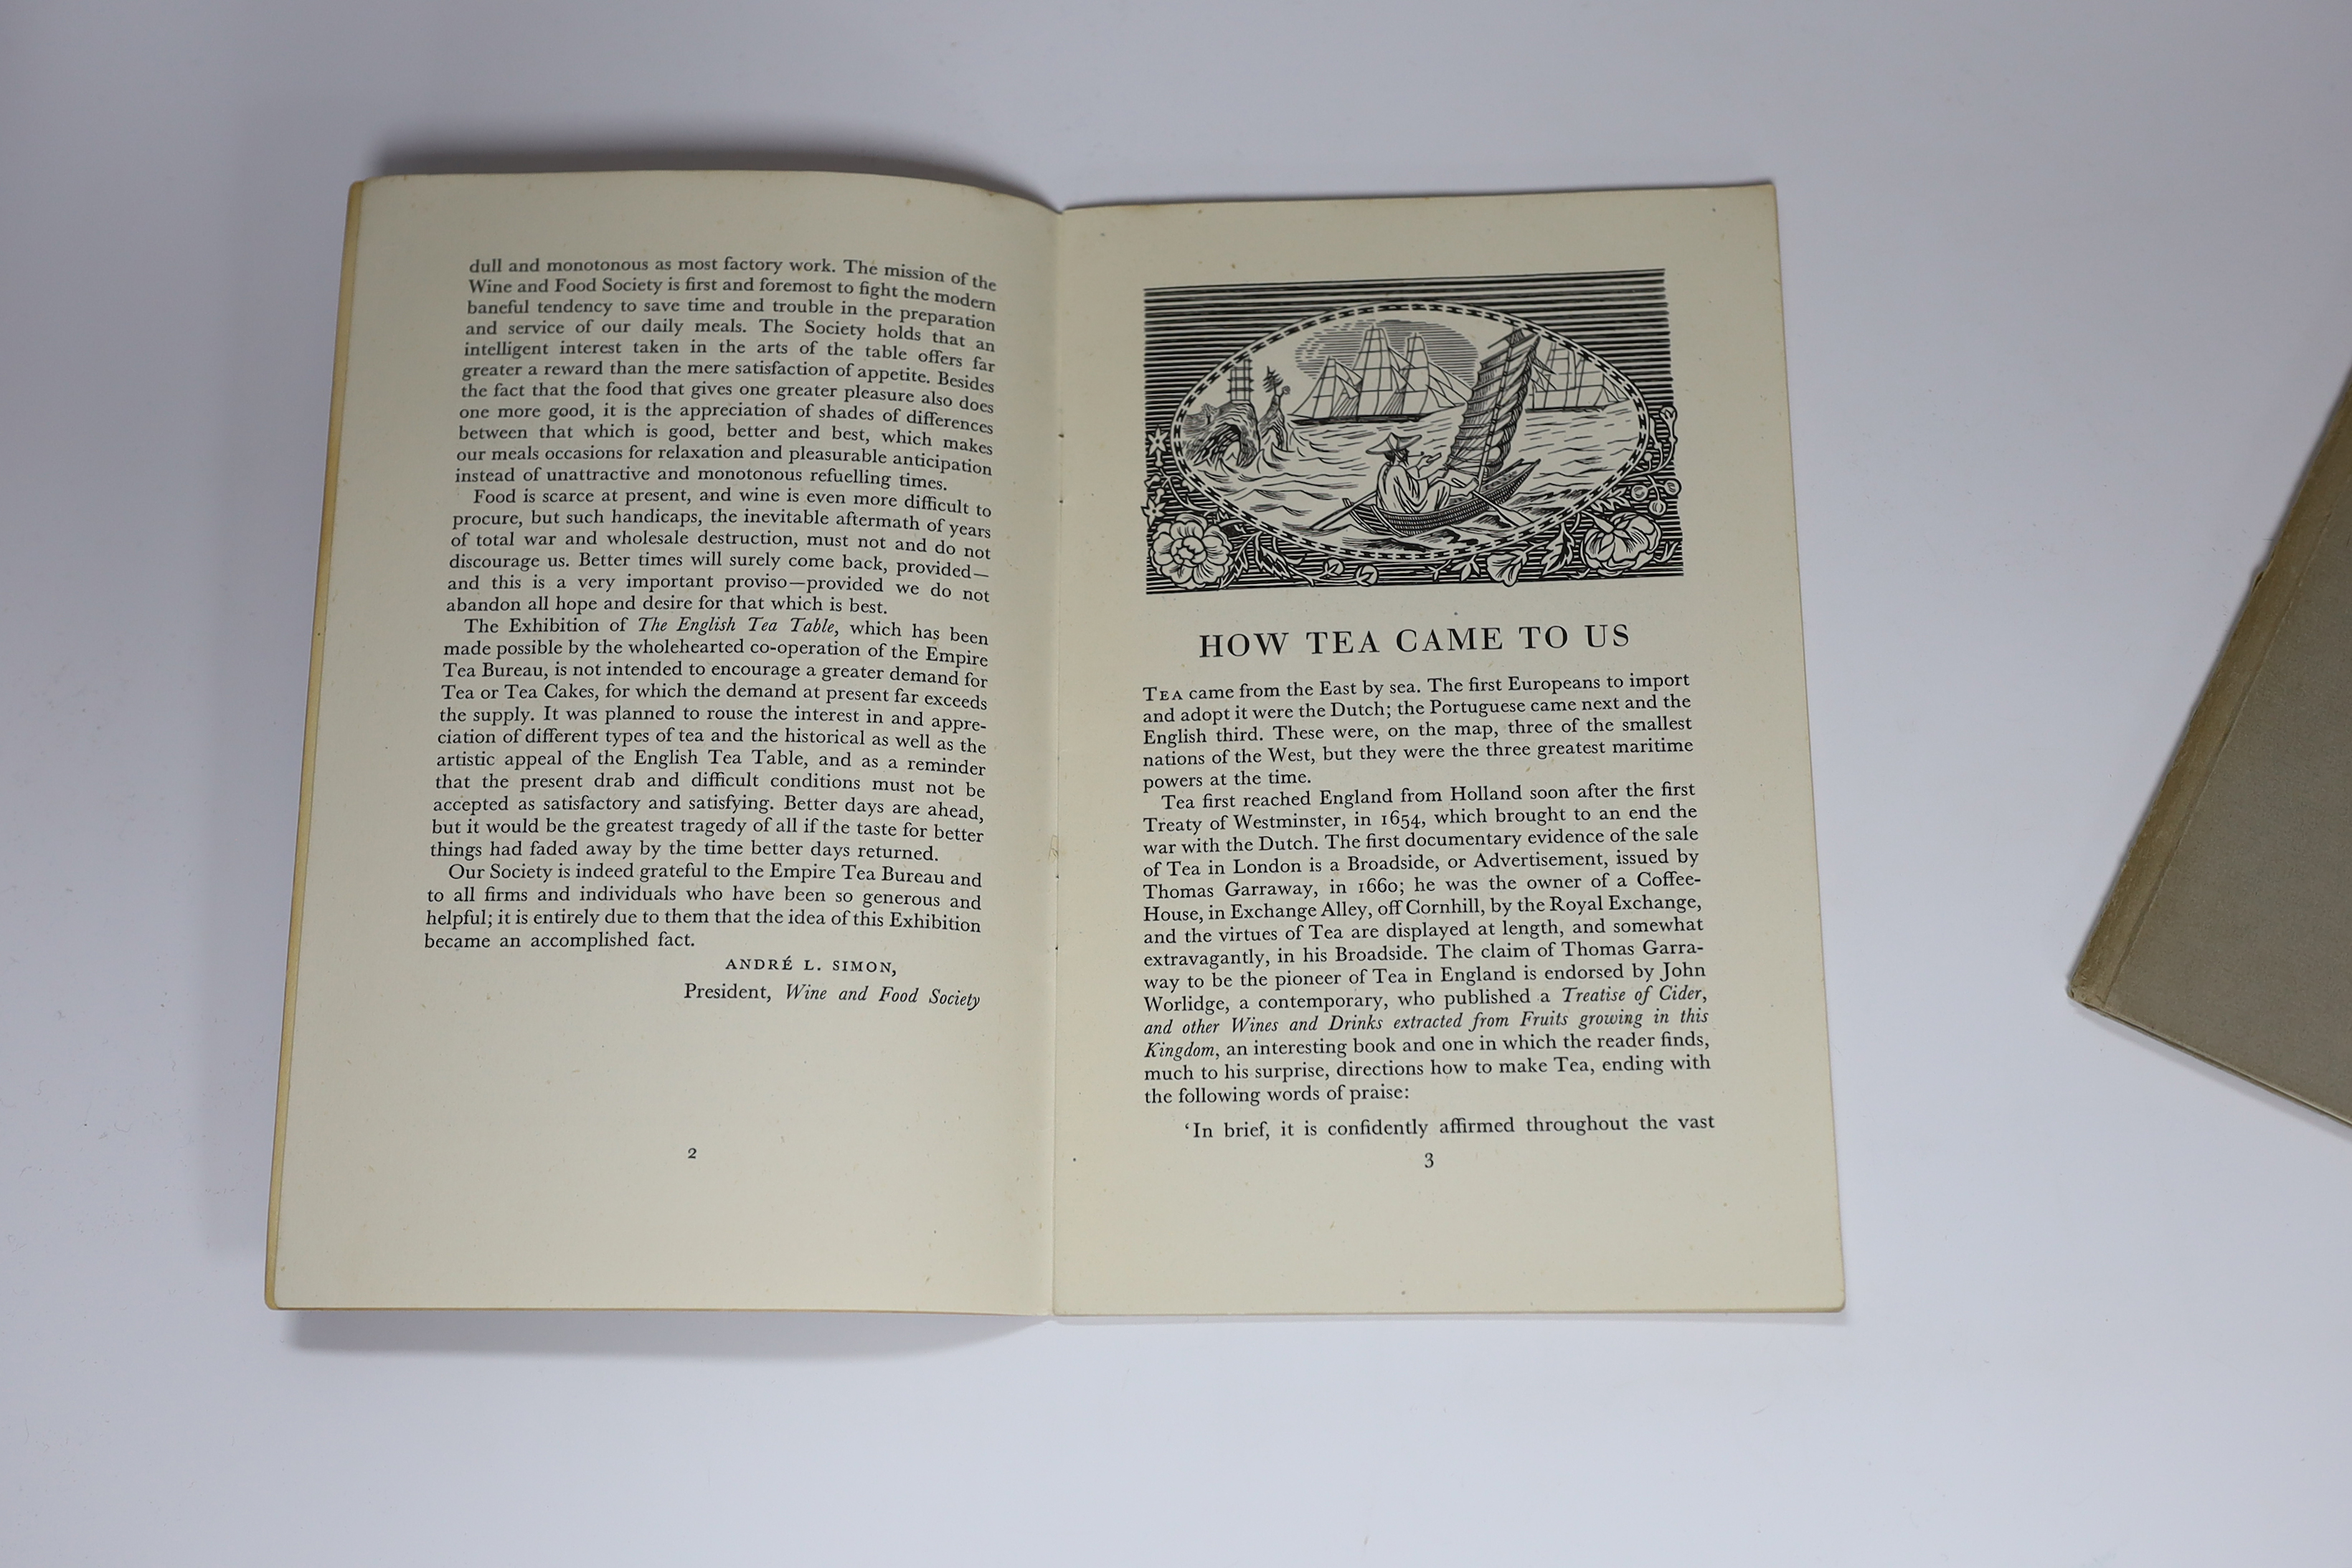 dull and monotonous as most factory work. The mission of the
Wine and Food Society is first and foremost to fight the modern
baneful tendency to save time and trouble in the preparation
and service of our daily meals. The Society holds that an
intelligent interest taken in the arts of the table offers far
greater a reward than the mere satisfaction of appetite. Besides
the fact that the food that gives one greater pleasure also does
one more good, it is the appreciation of shades of differences
between that which is good, better and best, which makes
our meals occasions for relaxation and pleasurable anticipation
instead of unattractive and monotonous refuelling times.
Food is scarce at present, and wine is even more difficult to
procure, but such handicaps, the inevitable aftermath of years
of total war and wholesale destruction, must not and do not
discourage us. Better times will surely come back, provided—
and this is a very important proviso—provided we do not
abandon all hope and desire for that which is best.
The Exhibition of The English Tea Table, which has been
made possible by the wholehearted co-operation of the Empire
Tea Bureau, is not intended to encourage a greater demand for
Tea or Tea Cakes, for which the demand at present far exceeds
the supply. It was planned to rouse the interest in and appre-
ciation of different types of tea and the historical as well as the
artistic appeal of the English Tea Table, and as a reminder
that the present drab and difficult conditions must not be
accepted as satisfactory and satisfying. Better days are ahead,
but it would be the greatest tragedy of all if the taste for better
things had faded away by the time better days returned.
Our Society is indeed grateful to the Empire Tea Bureau and
to all firms and individuals who have been so generous and
helpful; it is entirely due to them that the idea of this Exhibition
became an accomplished fact.
ANDRÉ L. SIMON,
President, Wine and Food Society
2
HOW TEA CAME TO US
TEA came from the East by sea. The first Europeans to import
and adopt it were the Dutch; the Portuguese came next and the
English third. These were, on the map, three of the smallest
nations of the West, but they were the three greatest maritime
powers at the time.
Tea first reached England from Holland soon after the first
Treaty of Westminster, in 1654, which brought to an end the
war with the Dutch. The first documentary evidence of the sale
of Tea in London is a Broadside, or Advertisement, issued by
Thomas Garraway, in 1660; he was the owner of a Coffee-
House, in Exchange Alley, off Cornhill, by the Royal Exchange,
and the virtues of Tea are displayed at length, and somewhat
extravagantly, in his Broadside. The claim of Thomas Garra-
way to be the pioneer of Tea in England is endorsed by John
Worlidge, a contemporary, who published a Treatise of Cider,
and other Wines and Drinks extracted from Fruits growing in this
Kingdom, an interesting book and one in which the reader finds,
much to his surprise, directions how to make Tea, ending with
the following words of praise:
‘In brief, it is confidently affirmed throughout the vast
3